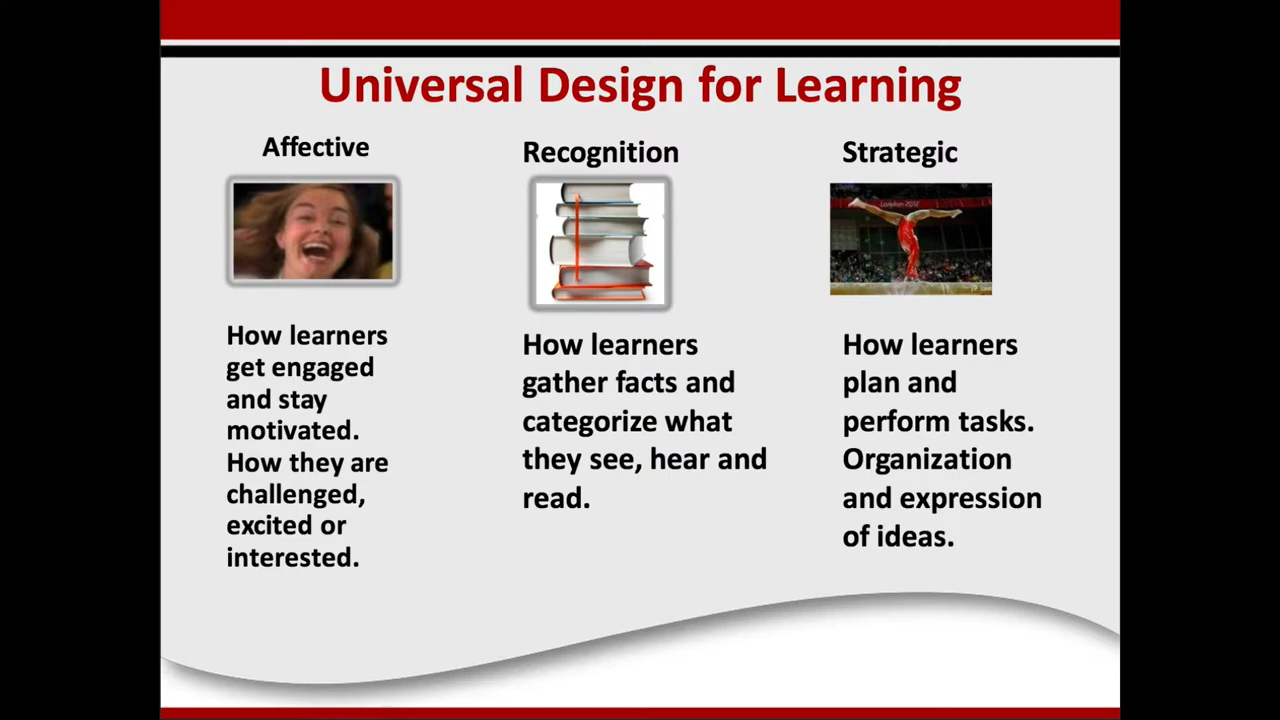 Universal Design for Learning
Affective
How learners
get engaged
and stay
motivated.
How they are
challenged,
excited or
interested.
Recognition
How learners
gather facts and
categorize what
they see, hear and
read.
Strategic
London 2012
How learners
plan and
perform tasks.
Organization
and expression
of ideas.